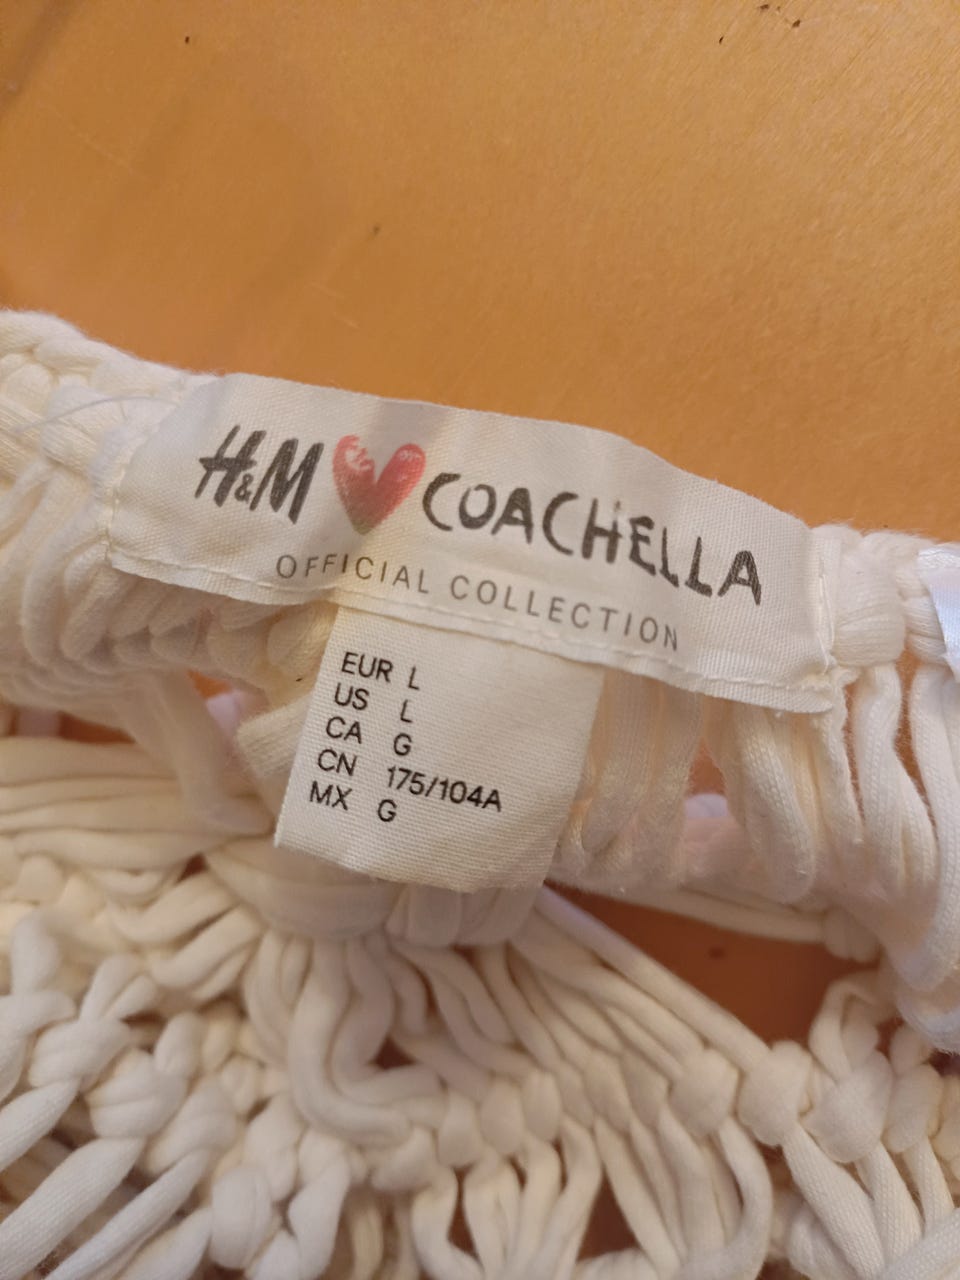 H&M COACHELLA
OFFICIAL COLLECTION
EUR L
US L
CA G
CN 175/104A
MX G